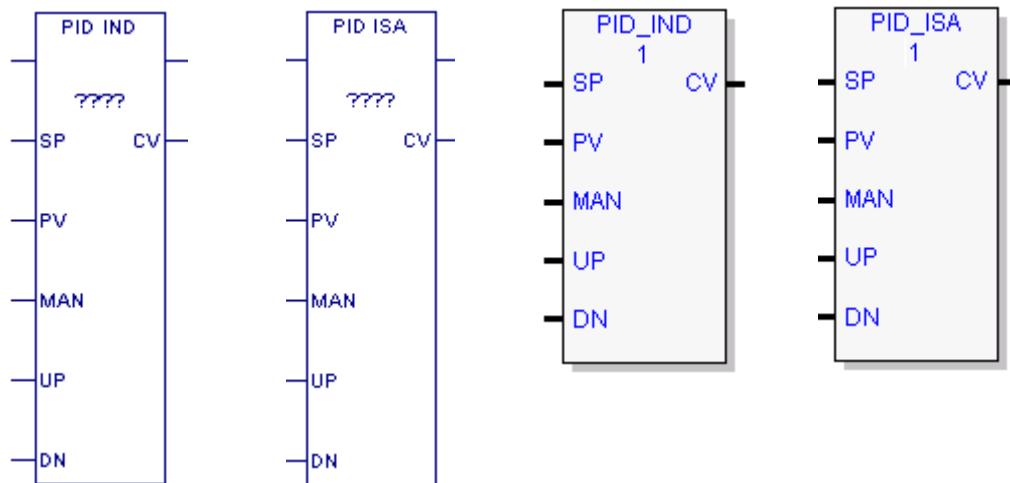 PID IND
????
SP CV
PV
MAN
UP
DN
PID ISA
????
SP CV
PV
MAN
UP
DN
PID_IND
1
SP CV
PV
MAN
UP
DN
PID_ISA
1
SP CV
PV
MAN
UP
DN